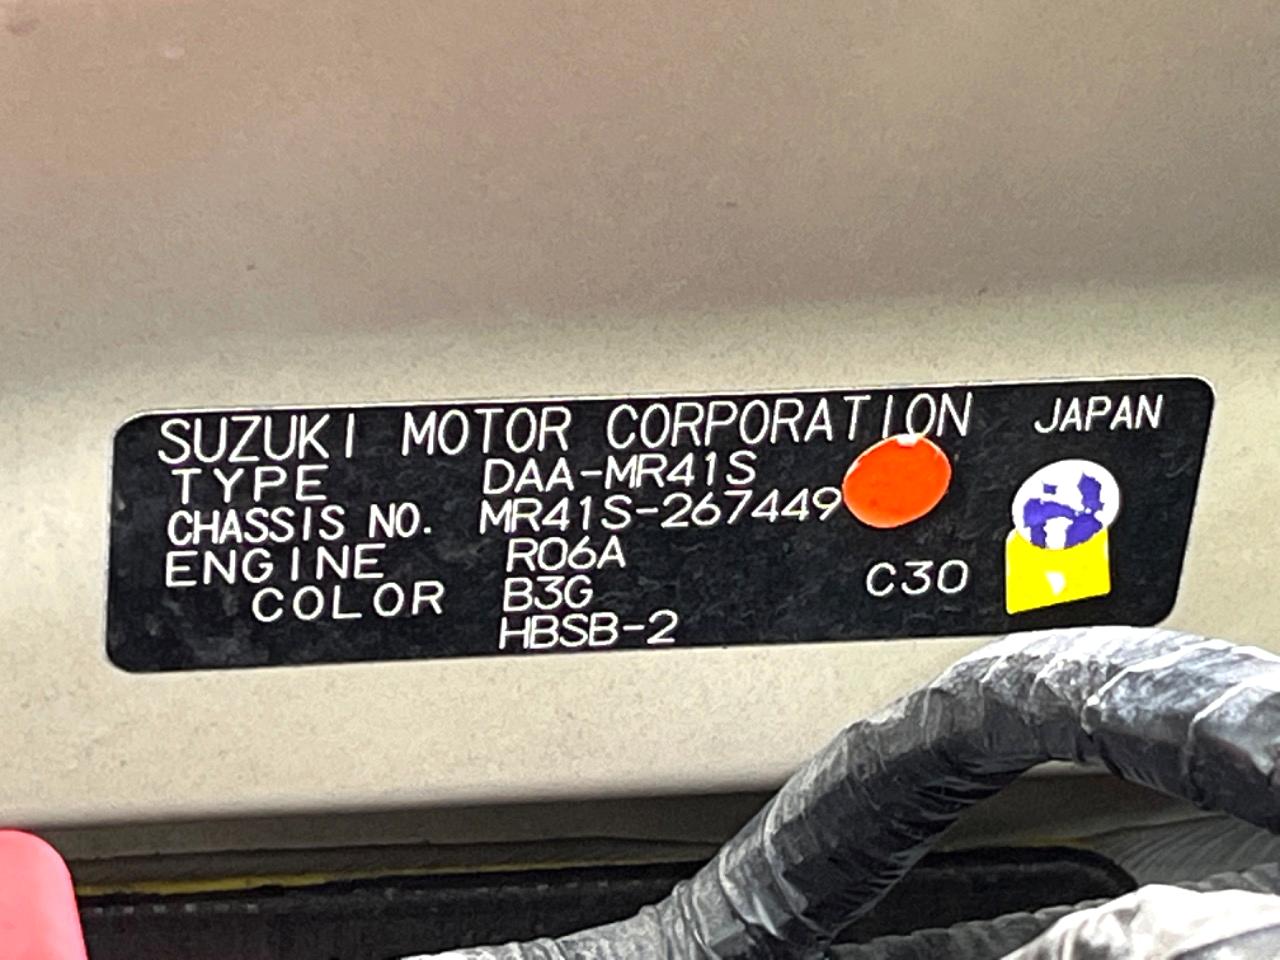 SUZUKI MOTOR CORPORATION JAPAN
TYPE DAA-MR41S
CHASSIS NO. MR41S-267449
ENGINE R06A
COLOR B3G C30
HBSB-2